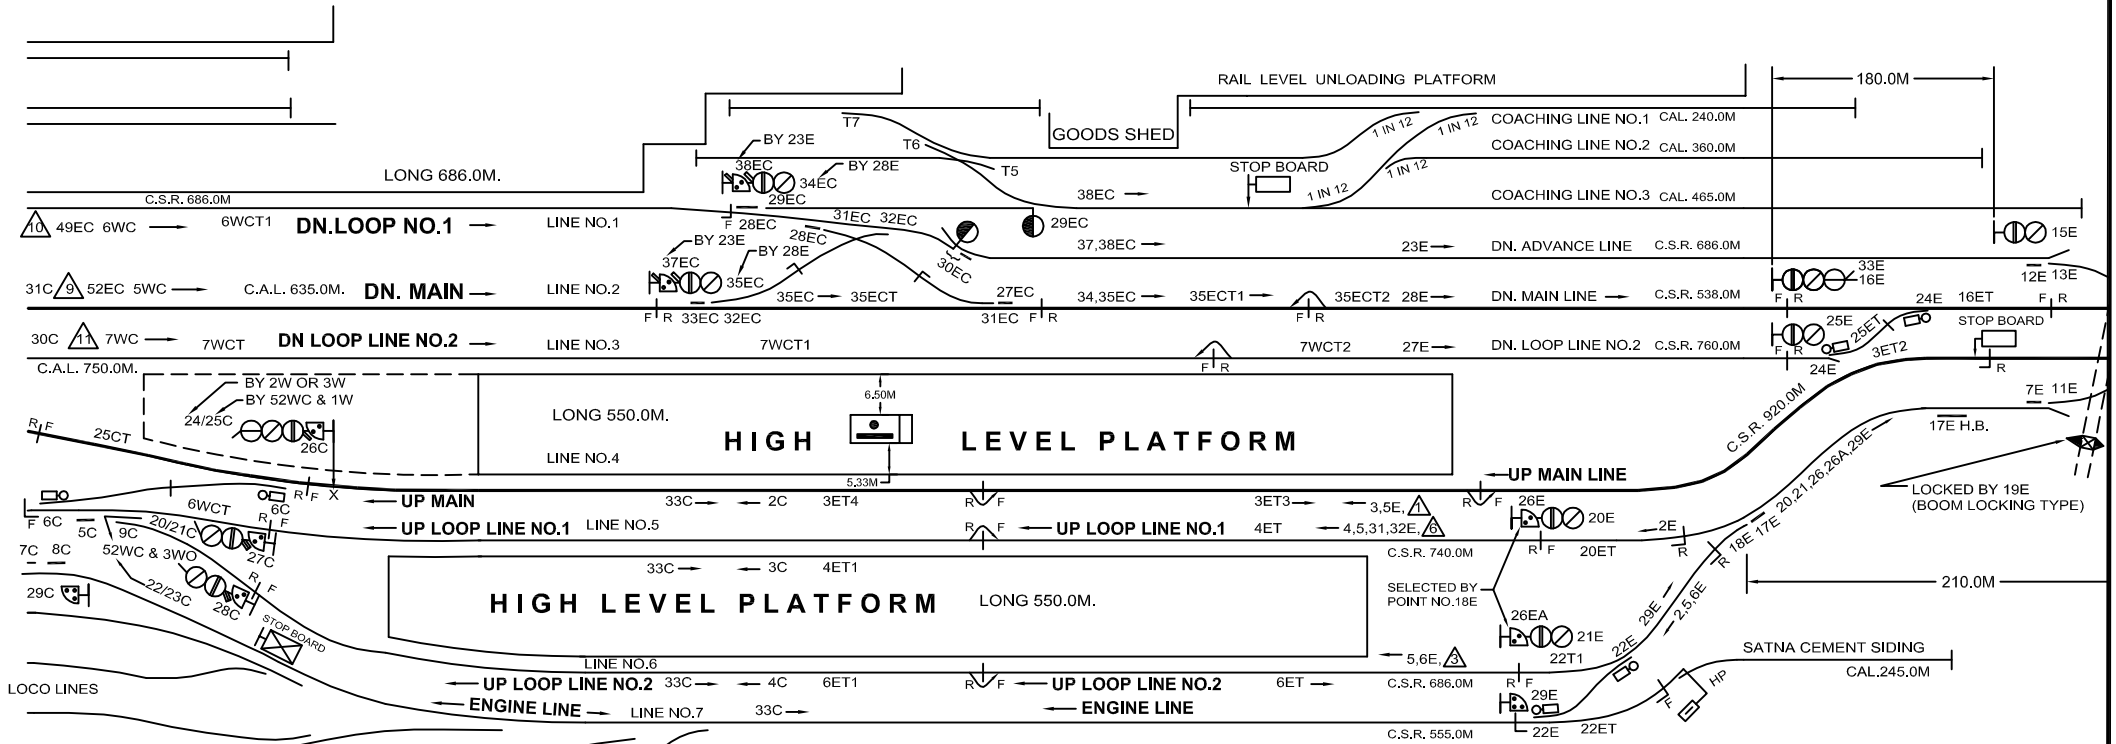 RAIL LEVEL UNLOADING PLATFORM
180.0M
T7
GOODS SHED
1 IN 12
1 IN 12
COACHING LINE NO.1 CAL. 240.0M
BY 23E
T6
COACHING LINE NO.2 CAL. 360.0M
38EC
BY 28E
T5
STOP BOARD
1 IN 12
LONG 686.0M.
34EC
38EC
1 IN 12
COACHING LINE NO.3 CAL. 465.0M
C.S.R. 686.0M
29EC
10 49EC 6WC
6WCT1
DN.LOOP NO.1
LINE NO.1
F 28EC
31EC 32EC
29EC
28EC
BY 23E
BY 28E
37,38EC
23E
DN. ADVANCE LINE
C.S.R. 686.0M
15E
37EC
30EC
33E
16E
12E 13E
31C 9 52EC 5WC
C.A.L. 635.0M.
DN. MAIN
LINE NO.2
35EC
35EC
35ECT
27EC
34,35EC
35ECT1
35ECT2
28E
DN. MAIN LINE
C.S.R. 538.0M
F R
24E
16ET
F R
F R
33EC 32EC
31EC
F R
F R
30C 11 7WC
7WCT
DN LOOP LINE NO.2
LINE NO.3
7WCT1
7WCT2
27E
DN. LOOP LINE NO.2
C.S.R. 760.0M
25E
F R
25ET
STOP BOARD
3ET2
C.A.L. 750.0M.
F R
24E
R
BY 2W OR 3W
BY 52WC & 1W
24/25C
6.50M
LONG 550.0M.
HIGH LEVEL PLATFORM
C.S.R. 920.0M
7E 11E
17E H.B.
R F
25CT
26C
LINE NO.4
5.33M
UP MAIN LINE
20,21,26,26A,29E
R F X
UP MAIN
33C
2C
3ET4
R F
3ET3
3,5E, 1
R F
26E
LOCKED BY 19E
(BOOM LOCKING TYPE)
6WCT
6C
F 6C
5C
9C
20/21C
R F
UP LOOP LINE NO.1
LINE NO.5
R F
UP LOOP LINE NO.1
4ET
4,5,31,32E, 6
20E
2E
18E 17E
7C 8C
52WC & 3WO
27C
C.S.R. 740.0M
R F
20ET
R
R
33C
3C
4ET1
22/23C
R F
29C
28C
HIGH LEVEL PLATFORM
LONG 550.0M.
SELECTED BY
POINT NO.18E
210.0M
29E
2,5,6E
26EA
21E
STOP BOARD
22E
SATNA CEMENT SIDING
LINE NO.6
5,6E, 3
22T1
CAL.245.0M
LOCO LINES
UP LOOP LINE NO.2
33C
4C
6ET1
R F
UP LOOP LINE NO.2
6ET
C.S.R. 686.0M
R F
F
HP
ENGINE LINE
LINE NO.7
33C
ENGINE LINE
29E
C.S.R. 555.0M
22E
22ET